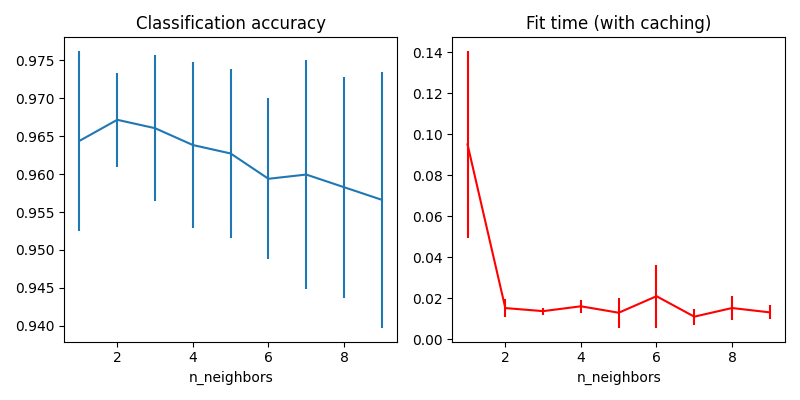 Classification accuracy
0.975
0.970
0.965
0.960
0.955
0.950
0.945
0.940
2 4 6 8
n_neighbors
Fit time (with caching)
0.14
0.12
0.10
0.08
0.06
0.04
0.02
0.00
2 4 6 8
n_neighbors